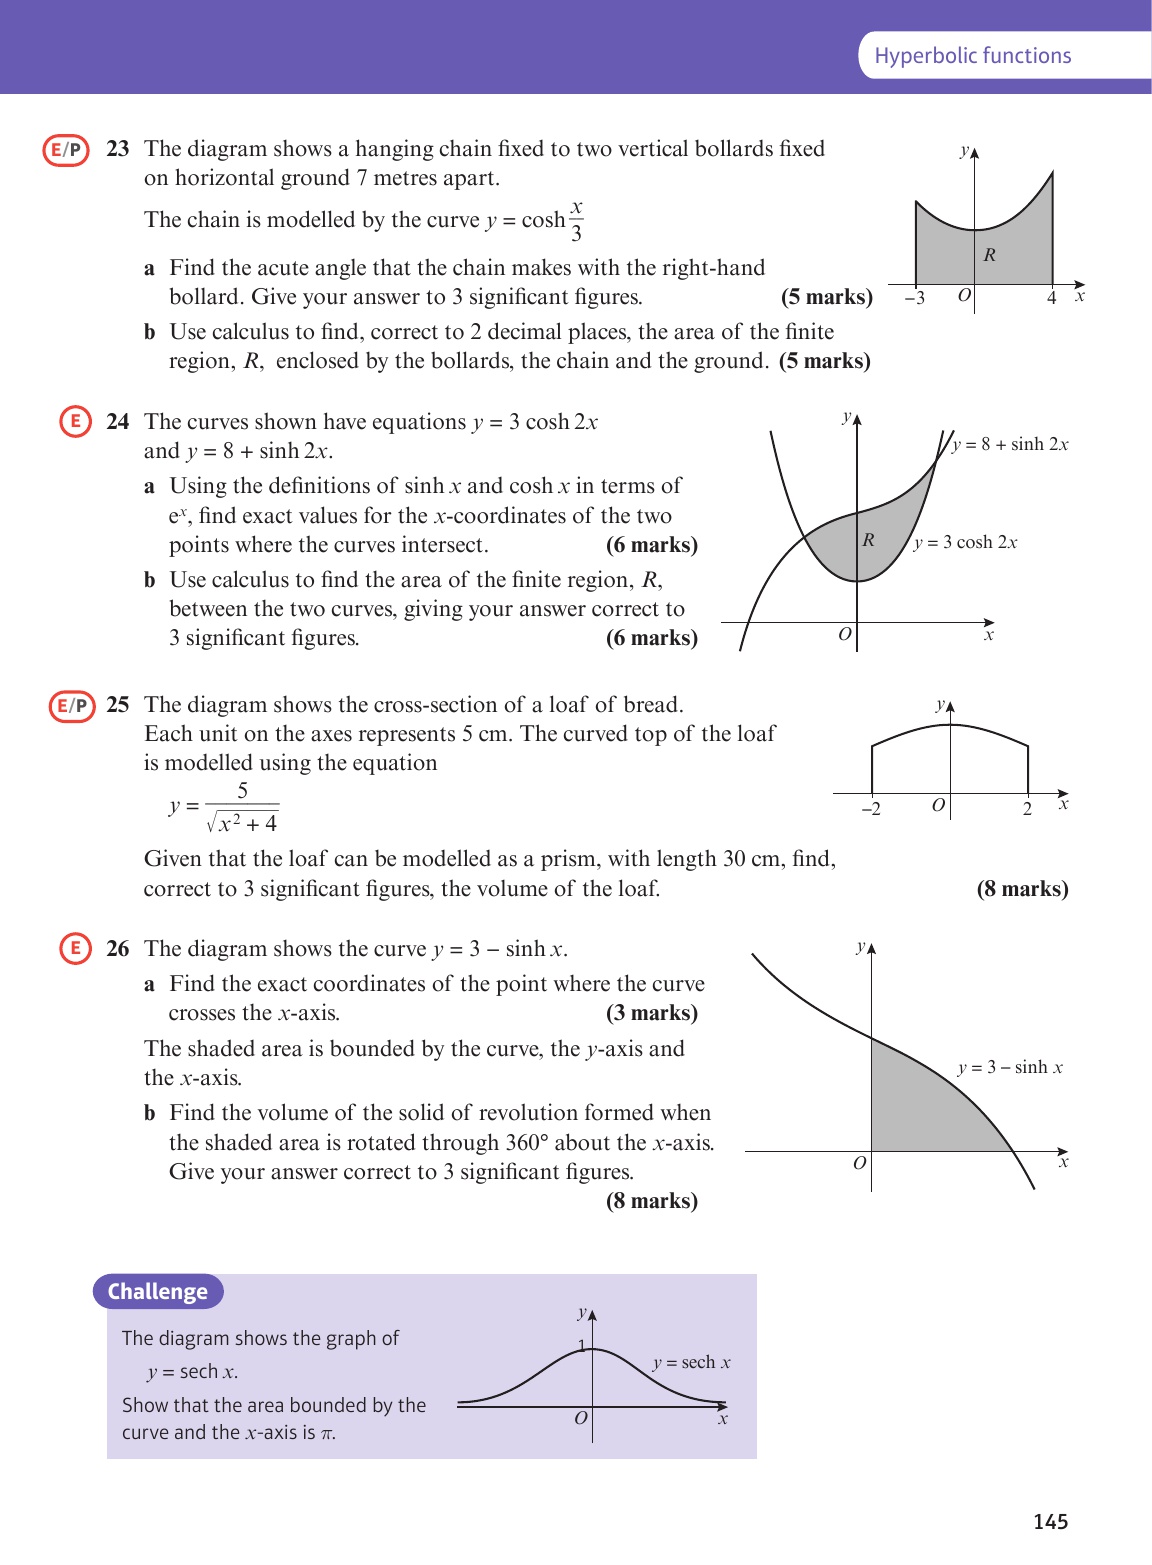 Hyperbolic functions
E/P 23 The diagram shows a hanging chain fixed to two vertical bollards fixed
on horizontal ground 7 metres apart.
The chain is modelled by the curve y = cosh x/3
a Find the acute angle that the chain makes with the right-hand
bollard. Give your answer to 3 significant figures. (5 marks)
b Use calculus to find, correct to 2 decimal places, the area of the finite
region, R, enclosed by the bollards, the chain and the ground. (5 marks)
y
R
−3 O 4 x
E 24 The curves shown have equations y = 3 cosh 2x
and y = 8 + sinh 2x.
a Using the definitions of sinh x and cosh x in terms of
eˣ, find exact values for the x-coordinates of the two
points where the curves intersect. (6 marks)
b Use calculus to find the area of the finite region, R,
between the two curves, giving your answer correct to
3 significant figures. (6 marks)
y
y = 8 + sinh 2x
R
y = 3 cosh 2x
O x
E/P 25 The diagram shows the cross-section of a loaf of bread.
Each unit on the axes represents 5 cm. The curved top of the loaf
is modelled using the equation
y = 5/√(x² + 4)
y
−2 O 2 x
Given that the loaf can be modelled as a prism, with length 30 cm, find,
correct to 3 significant figures, the volume of the loaf. (8 marks)
E 26 The diagram shows the curve y = 3 − sinh x.
a Find the exact coordinates of the point where the curve
crosses the x-axis. (3 marks)
The shaded area is bounded by the curve, the y-axis and
the x-axis.
b Find the volume of the solid of revolution formed when
the shaded area is rotated through 360° about the x-axis.
Give your answer correct to 3 significant figures.
(8 marks)
y
y = 3 − sinh x
O x
Challenge
The diagram shows the graph of
y = sech x.
Show that the area bounded by the
curve and the x-axis is π.
y
1
y = sech x
O x
145